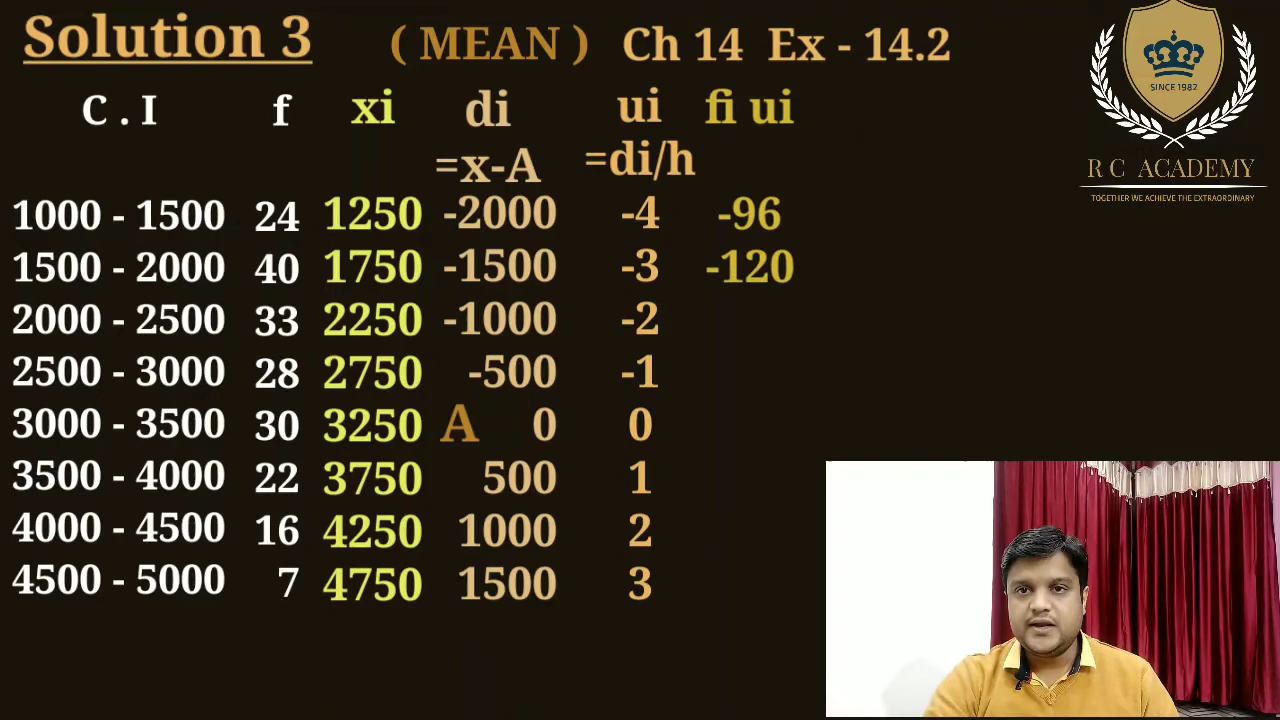 Solution 3 ( MEAN ) Ch 14 Ex - 14.2
C . I f xi di ui fi ui
=x-A =di/h
1000 - 1500 24 1250 -2000 -4 -96
1500 - 2000 40 1750 -1500 -3 -120
2000 - 2500 33 2250 -1000 -2
2500 - 3000 28 2750 -500 -1
3000 - 3500 30 3250 A 0 0
3500 - 4000 22 3750 500 1
4000 - 4500 16 4250 1000 2
4500 - 5000 7 4750 1500 3
SINCE 1982
R C ACADEMY
TOGETHER WE ACHIEVE THE EXTRAORDINARY